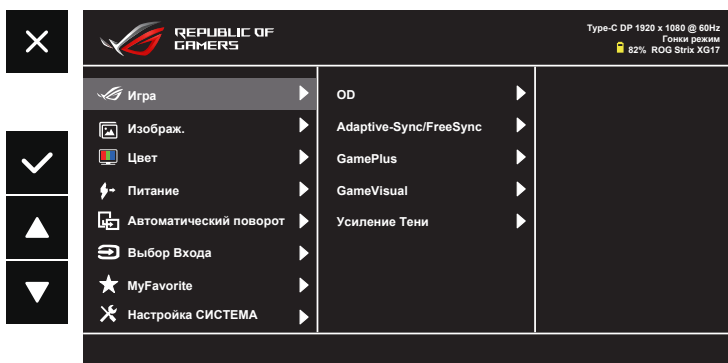 REPUBLIC OF
GAMERS
Type-C DP 1920 x 1080 @ 60Hz
Гонки режим
82% ROG Strix XG17
Игра
Изображ.
Цвет
Питание
Автоматический поворот
Выбор Входа
MyFavorite
Настройка СИСТЕМА
OD
Adaptive-Sync/FreeSync
GamePlus
GameVisual
Усиление Тени